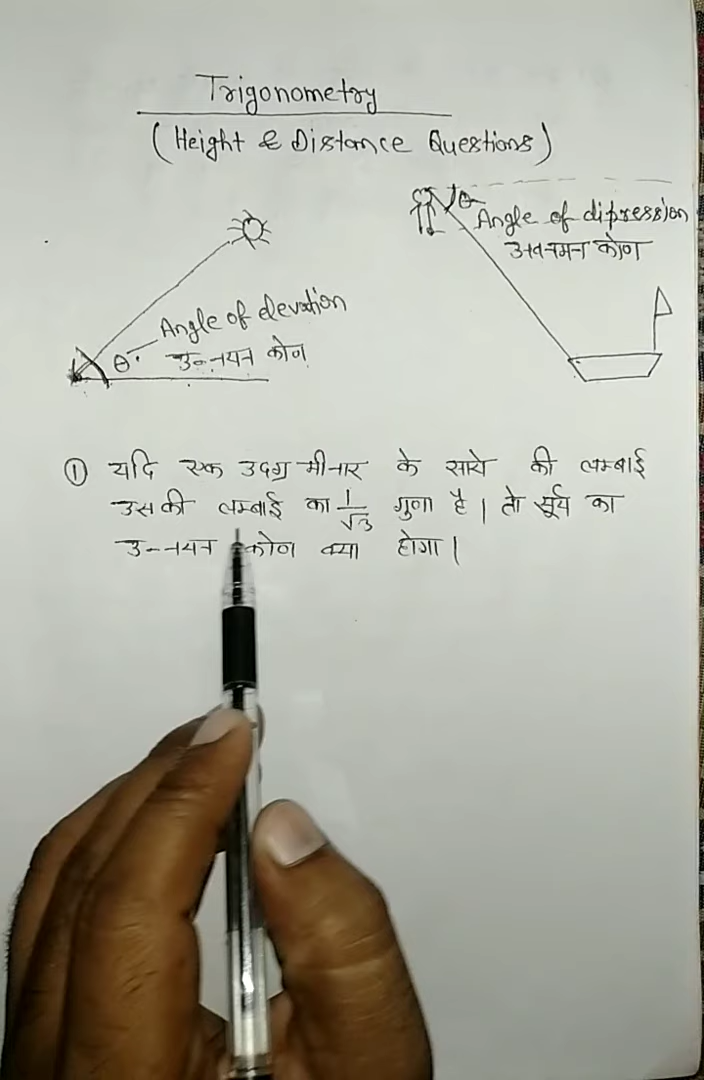 Trigonometry
(Height & Distance Questions)
θ
Angle of dipression
अवनमन कोण
Angle of elevation
θ
उन्नयन कोण
① यदि एक उदग्र मीनार के साये की लम्बाई
उसकी लम्बाई का 1/√3 गुणा है। तो सूर्य का
उन्नयन कोण क्या होगा।